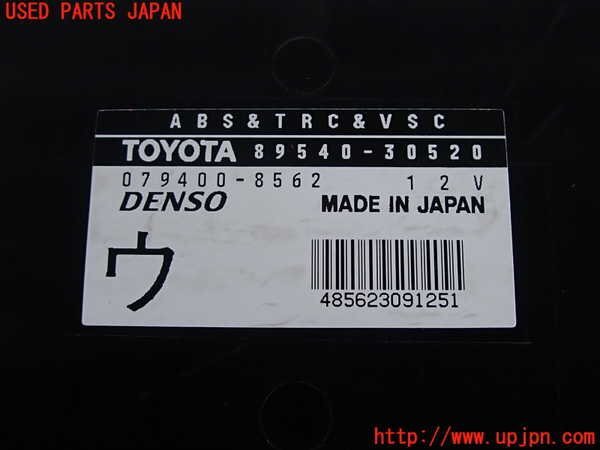 USED PARTS JAPAN
ABS&TRC&VSC
TOYOTA 89540-30520
079400-8562 12V
DENSO MADE IN JAPAN
ウ
485623091251
http://www.upjpn.com/